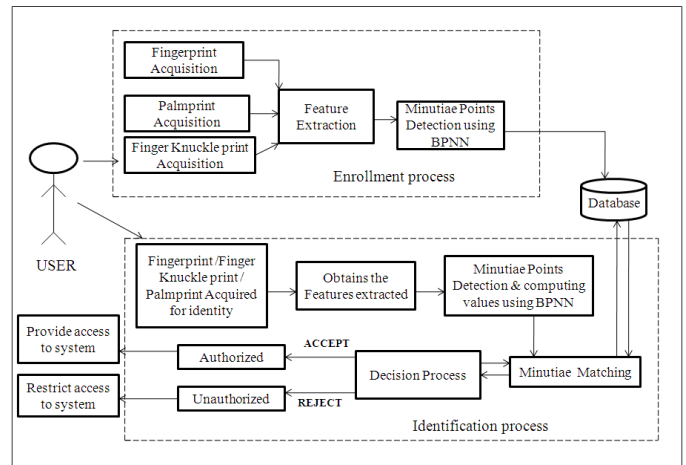 Fingerprint
Acquisition
Palmprint
Acquisition
Finger Knuckle print
Acquisition
Feature
Extraction
Minutiae Points
Detection using
BPNN
Enrollment process
Database
USER
Fingerprint /Finger
Knuckle print /
Palmprint Acquired
for identity
Obtains the
Features extracted
Minutiae Points
Detection & computing
values using BPNN
Provide access
to system
Authorized
ACCEPT
Decision Process
Minutiae Matching
Restrict access
to system
Unauthorized
REJECT
Identification process